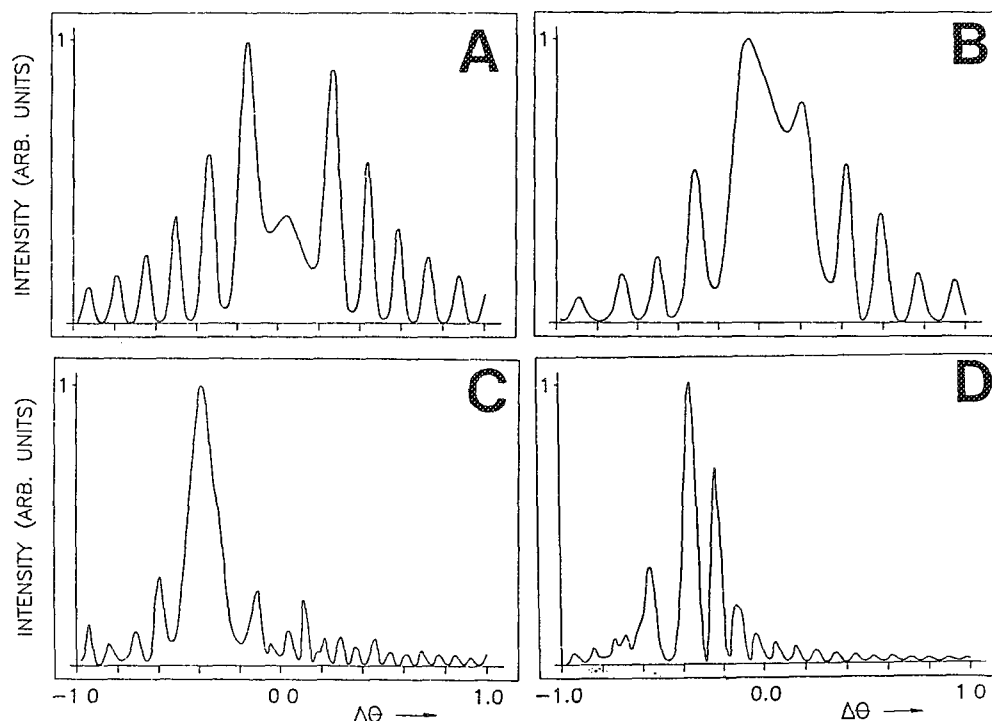 A
B
1
1
INTENSITY (ARB. UNITS)
C
D
1
1
INTENSITY (ARB. UNITS)
-1.0
0.0
1.0
-1.0
0.0
1.0
Δθ
Δθ